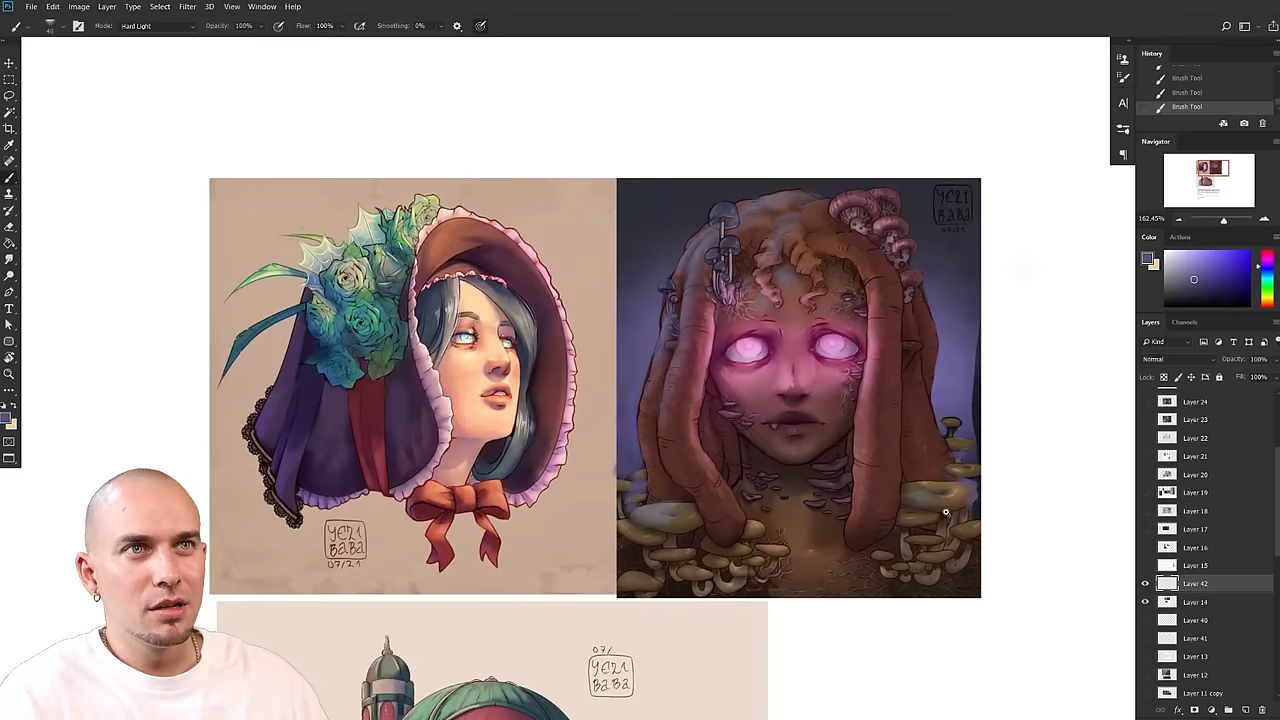 Ps File Edit Image Layer Type Select Filter 3D View Window Help
40 Mode: Hard Light Opacity: 100% Flow: 100% Smoothing: 0%
History
Brush Tool
Brush Tool
Brush Tool
Navigator
162.45%
Color Actions
Layers Channels
Kind
Normal Opacity: 100%
Lock: Fill: 100%
Layer 24
Layer 23
Layer 22
Layer 21
Layer 20
Layer 19
Layer 18
Layer 17
Layer 16
Layer 15
Layer 42
Layer 14
Layer 40
Layer 41
Layer 13
Layer 12
Layer 11 copy
YEZI
BABA
07/21
YEZI
BABA
07/21
07/
YEZI
BABA